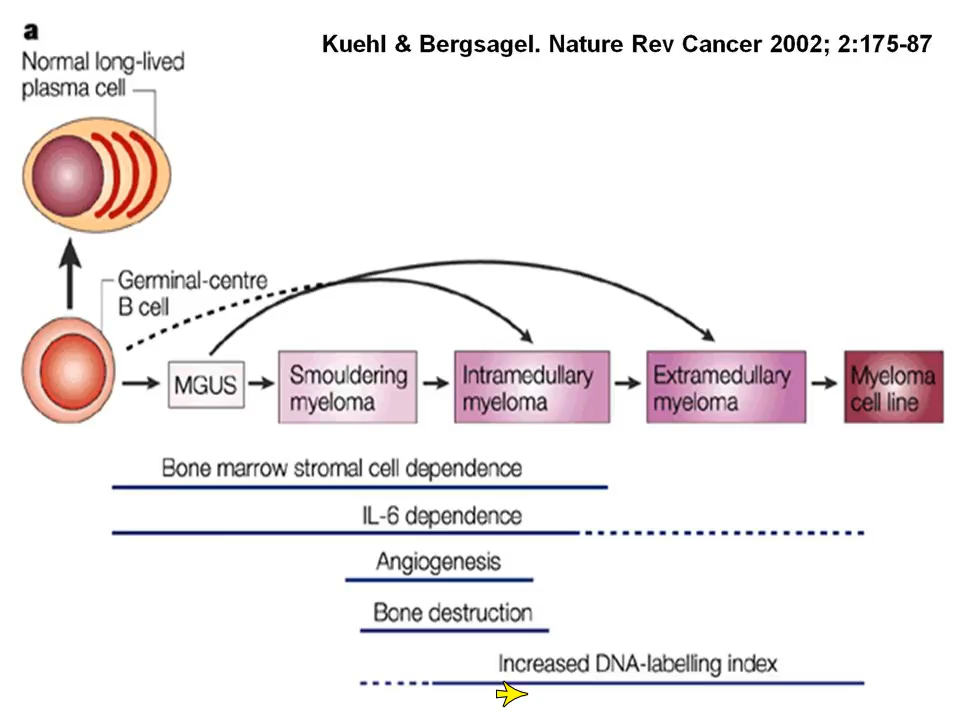 a
Kuehl & Bergsagel. Nature Rev Cancer 2002; 2:175-87
Normal long-lived
plasma cell
Germinal-centre
B cell
MGUS
Smouldering
myeloma
Intramedullary
myeloma
Extramedullary
myeloma
Myeloma
cell line
Bone marrow stromal cell dependence
IL-6 dependence
Angiogenesis
Bone destruction
Increased DNA-labelling index